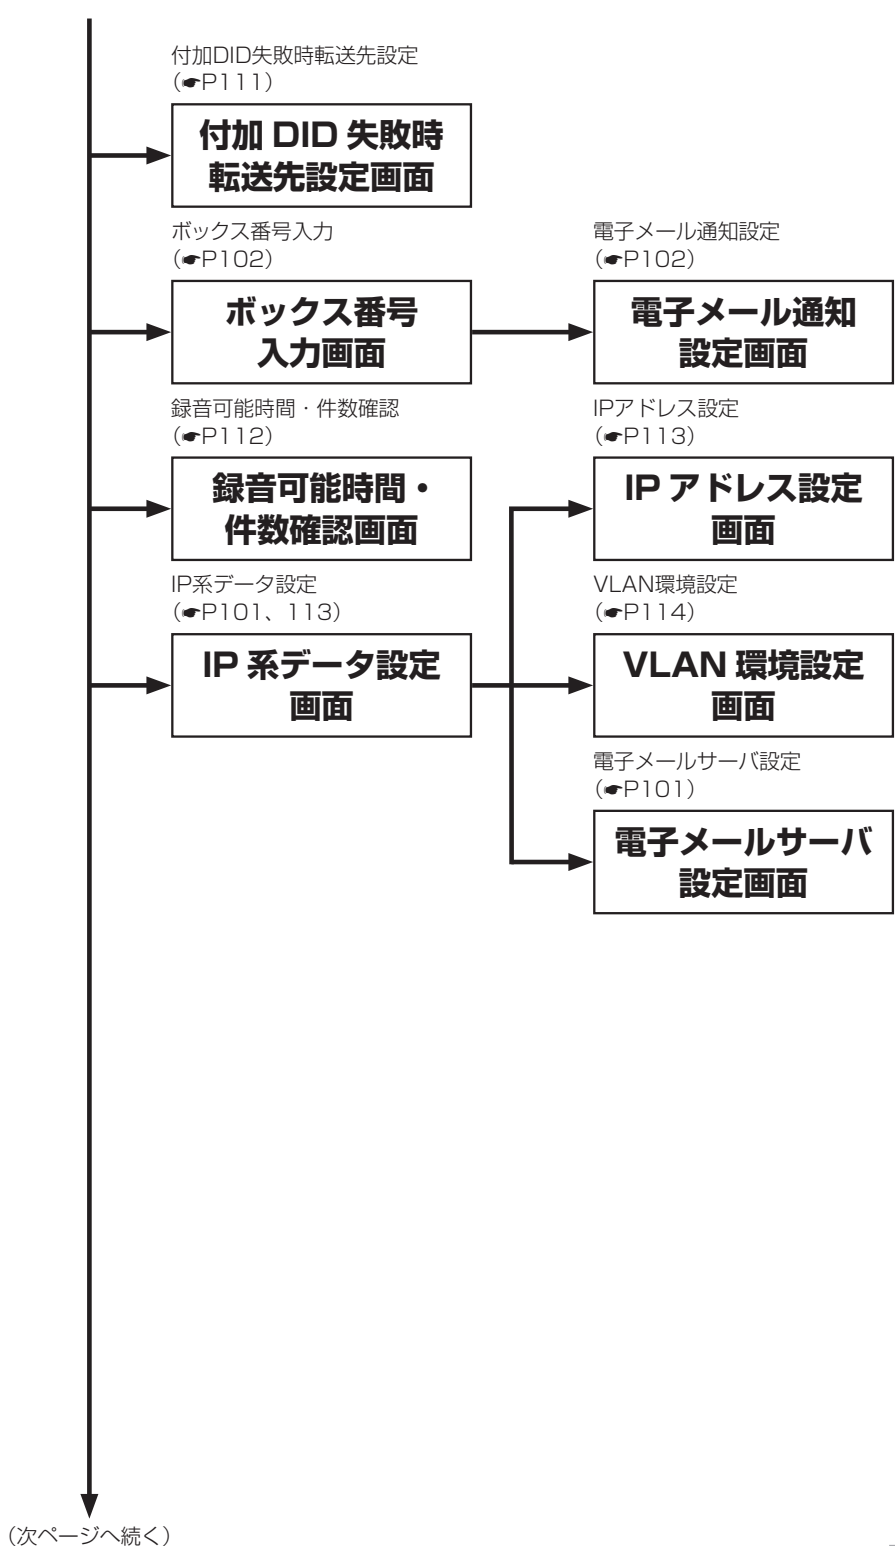 付加DID失敗時転送先設定
(☛P111)
付加 DID 失敗時
転送先設定画面
ボックス番号入力
(☛P102)
ボックス番号
入力画面
電子メール通知設定
(☛P102)
電子メール通知
設定画面
録音可能時間・件数確認
(☛P112)
録音可能時間・
件数確認画面
IPアドレス設定
(☛P113)
IP アドレス設定
画面
IP系データ設定
(☛P101、113)
IP 系データ設定
画面
VLAN環境設定
(☛P114)
VLAN 環境設定
画面
電子メールサーバ設定
(☛P101)
電子メールサーバ
設定画面
(次ページへ続く)